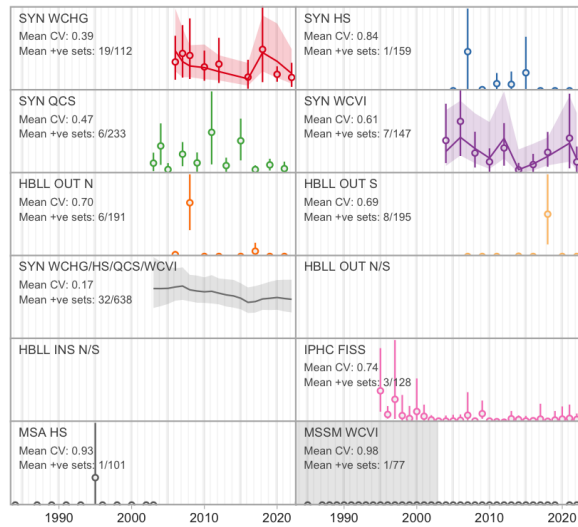 SYN WCHG
Mean CV: 0.39
Mean +ve sets: 19/112
SYN HS
Mean CV: 0.84
Mean +ve sets: 1/159
SYN QCS
Mean CV: 0.47
Mean +ve sets: 6/233
SYN WCVI
Mean CV: 0.61
Mean +ve sets: 7/147
HBLL OUT N
Mean CV: 0.70
Mean +ve sets: 6/191
HBLL OUT S
Mean CV: 0.69
Mean +ve sets: 8/195
SYN WCHG/HS/QCS/WCVI
Mean CV: 0.17
Mean +ve sets: 32/638
HBLL OUT N/S
HBLL INS N/S
IPHC FISS
Mean CV: 0.74
Mean +ve sets: 3/128
MSA HS
Mean CV: 0.93
Mean +ve sets: 1/101
MSSM WCVI
Mean CV: 0.98
Mean +ve sets: 1/77
1990 2000 2010 2020 1990 2000 2010 2020